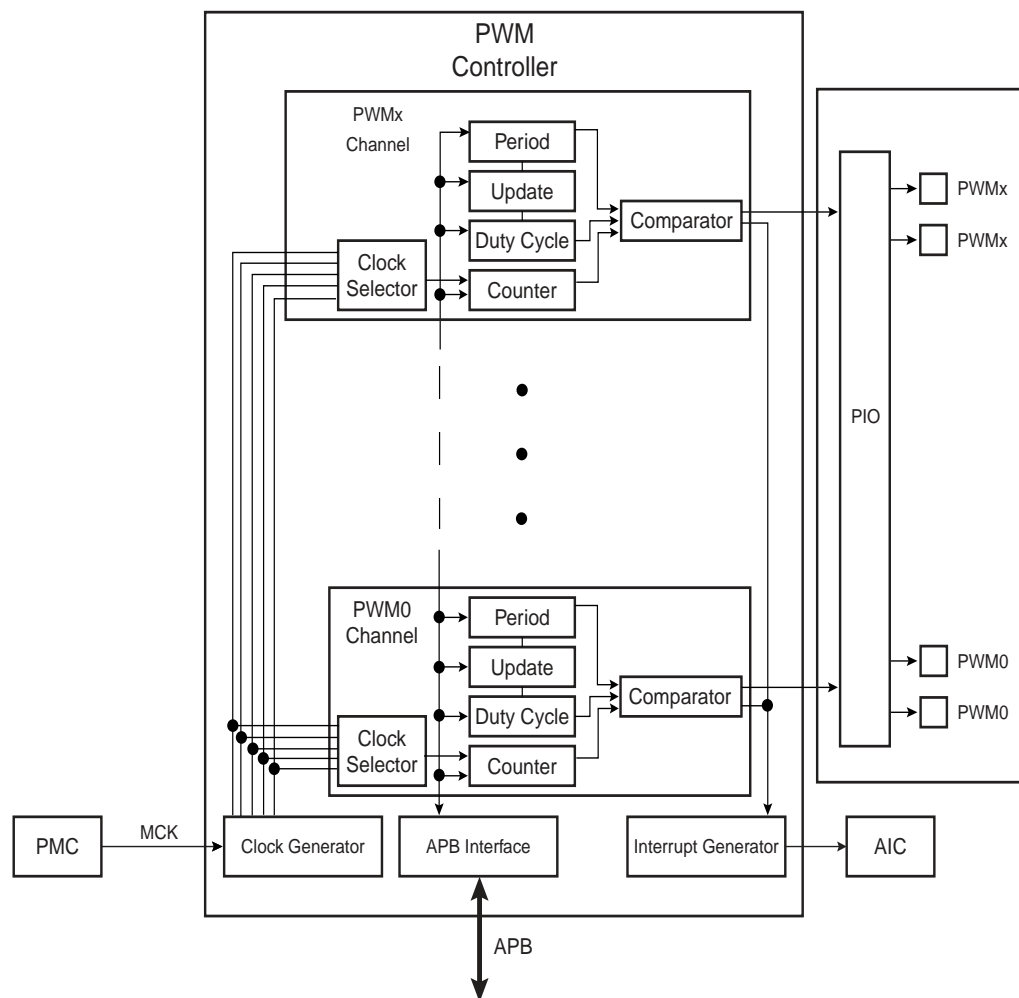 PWM
Controller
PWMx
Channel
Period
Update
Duty Cycle
Counter
Clock
Selector
Comparator
PIO
PWMx
PWMx
PWM0
Channel
Period
Update
Duty Cycle
Counter
Clock
Selector
Comparator
PWM0
PWM0
PMC
MCK
Clock Generator
APB Interface
Interrupt Generator
AIC
APB